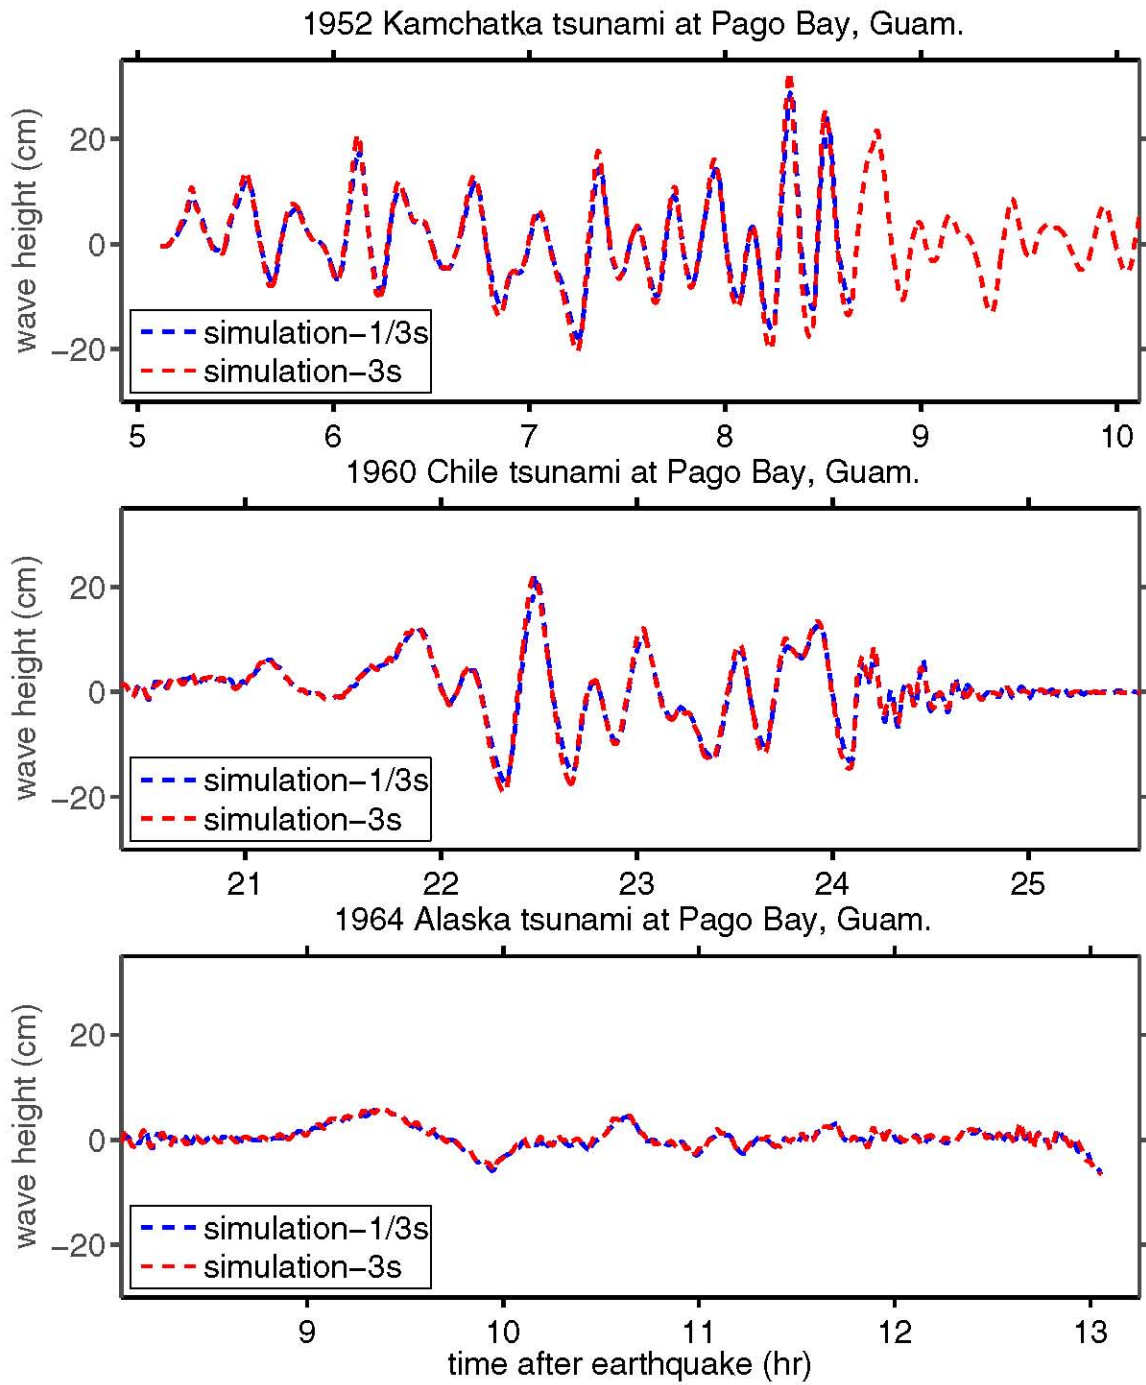 1952 Kamchatka tsunami at Pago Bay, Guam.
wave height (cm)
20
0
−20
simulation−1/3s
simulation−3s
5 6 7 8 9 10
1960 Chile tsunami at Pago Bay, Guam.
wave height (cm)
20
0
−20
simulation−1/3s
simulation−3s
21 22 23 24 25
1964 Alaska tsunami at Pago Bay, Guam.
wave height (cm)
20
0
−20
simulation−1/3s
simulation−3s
9 10 11 12 13
time after earthquake (hr)